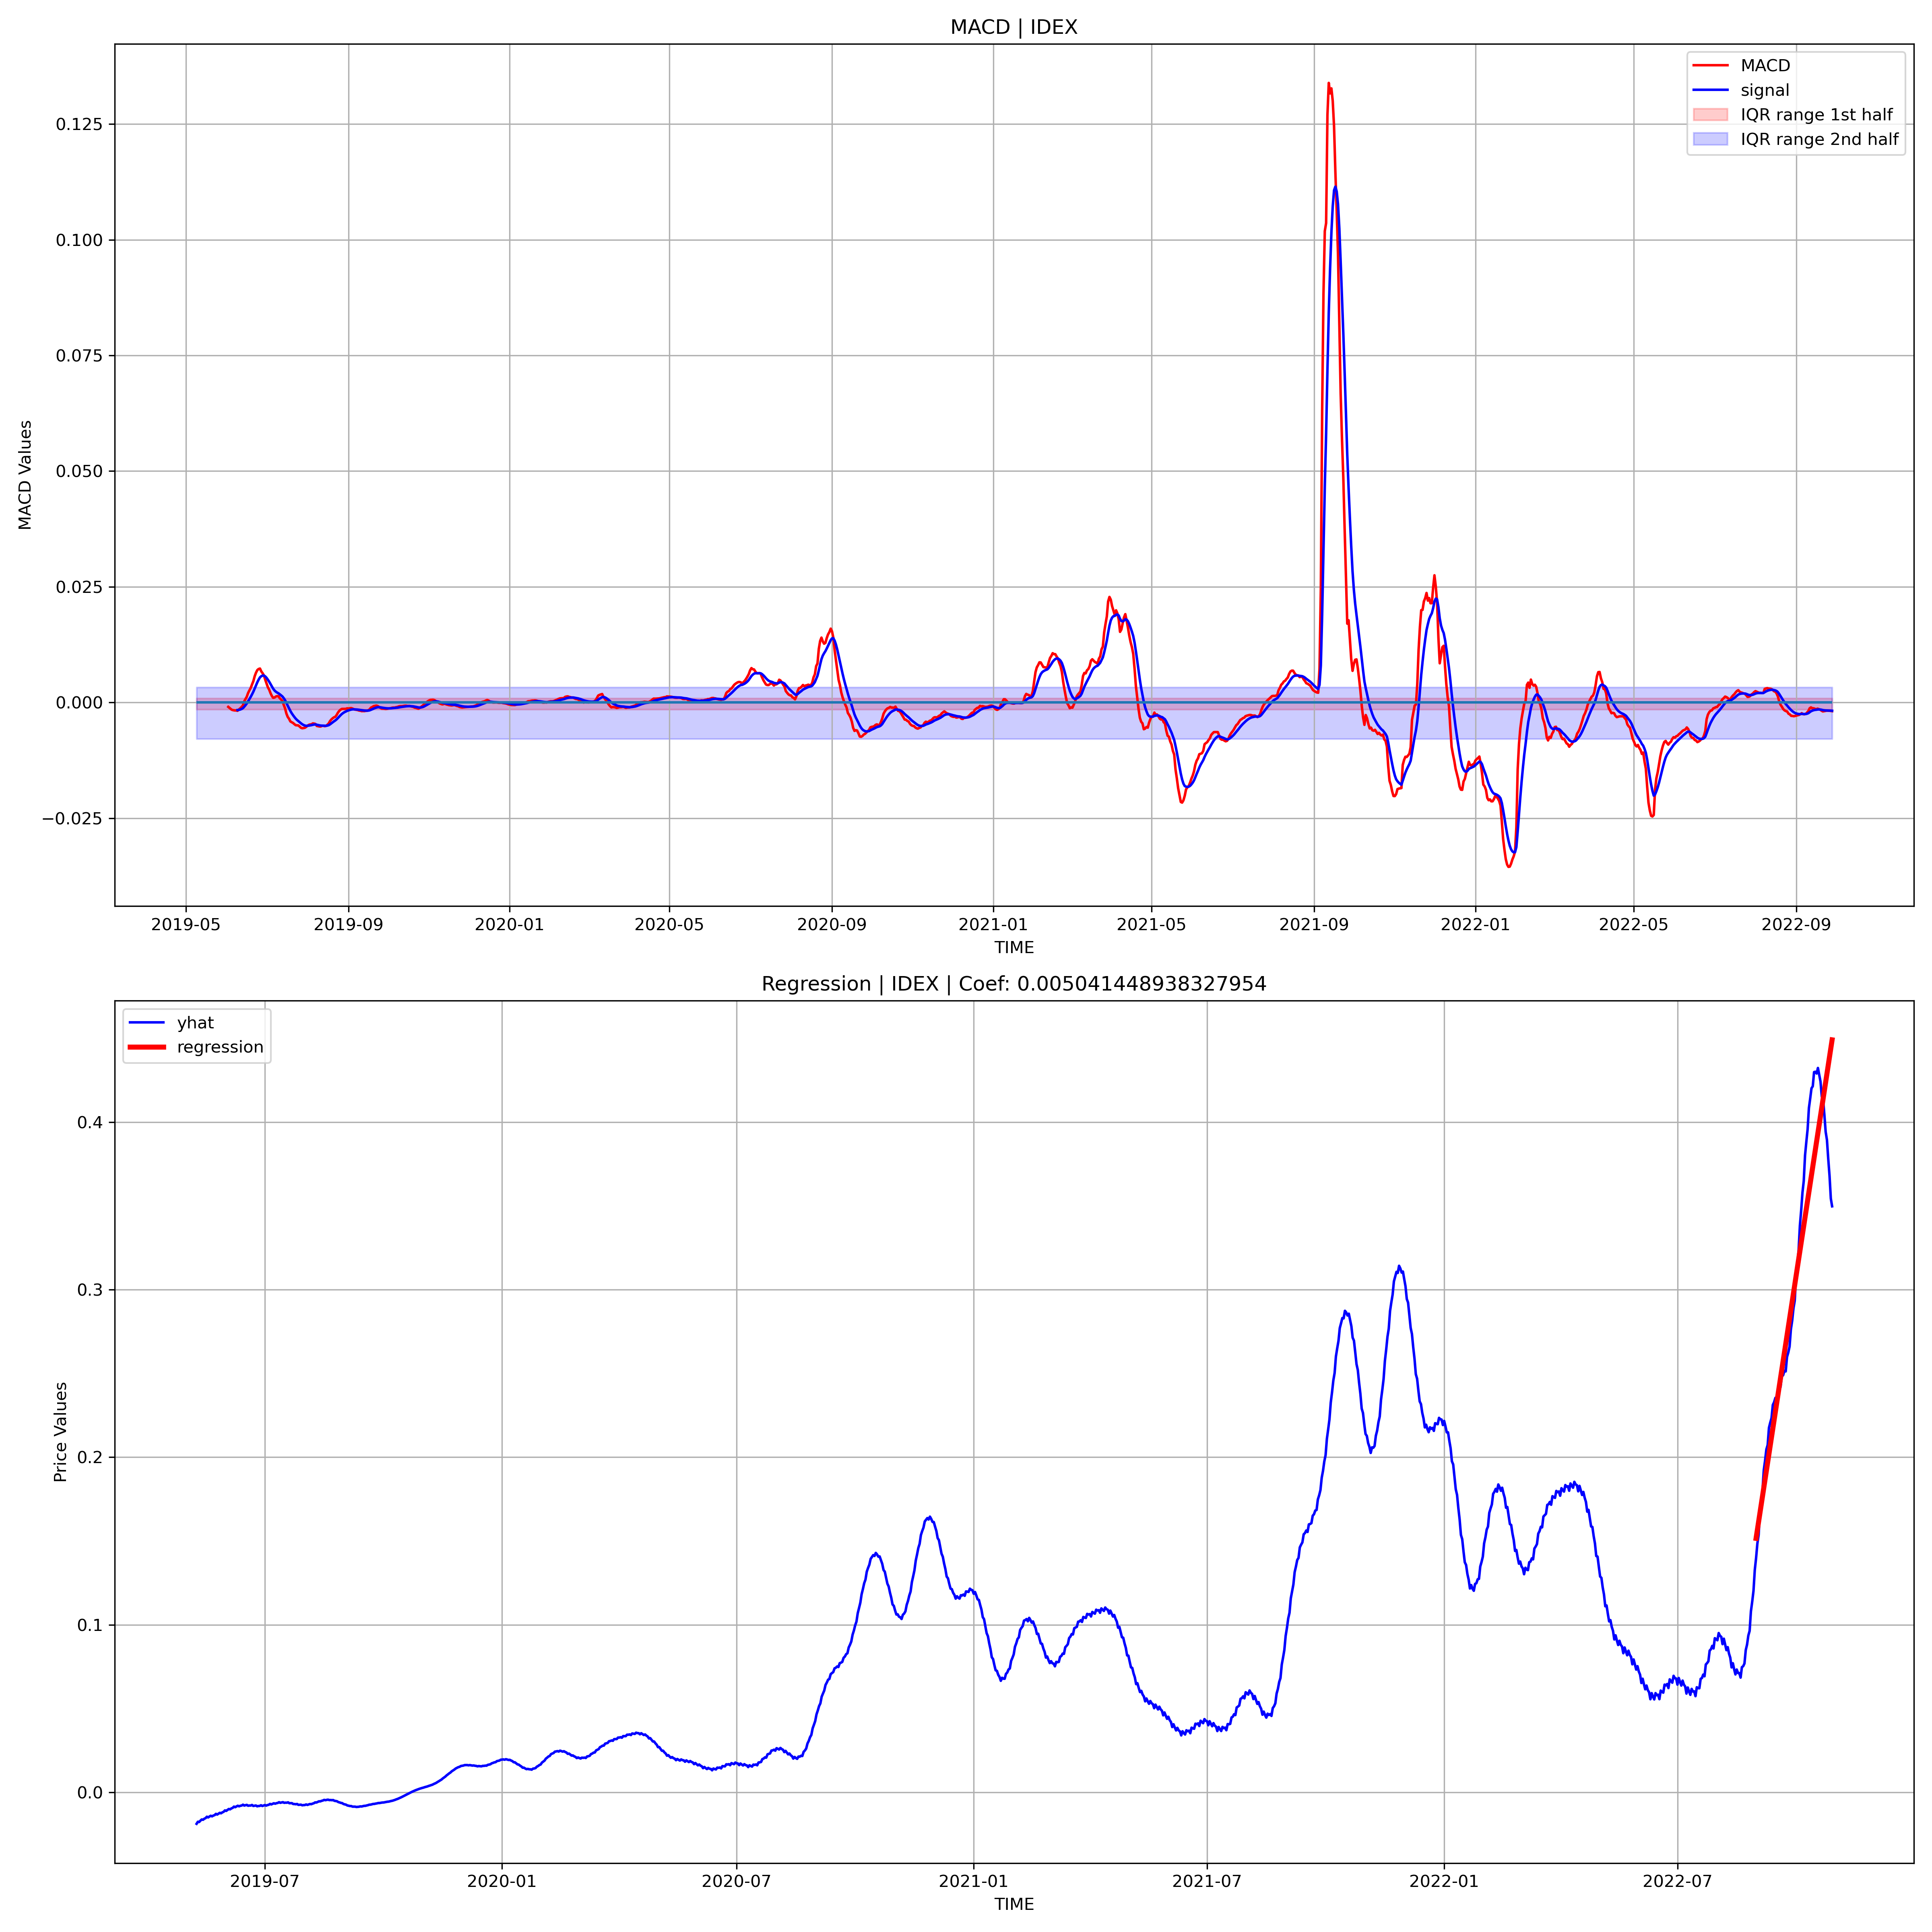 MACD | IDEX
MACD
signal
IQR range 1st half
IQR range 2nd half
0.125
0.100
0.075
0.050
0.025
0.000
−0.025
MACD Values
2019-05 2019-09 2020-01 2020-05 2020-09 2021-01 2021-05 2021-09 2022-01 2022-05 2022-09
TIME
Regression | IDEX | Coef: 0.005041448938327954
yhat
regression
0.4
0.3
0.2
0.1
0.0
Price Values
2019-07 2020-01 2020-07 2021-01 2021-07 2022-01 2022-07
TIME